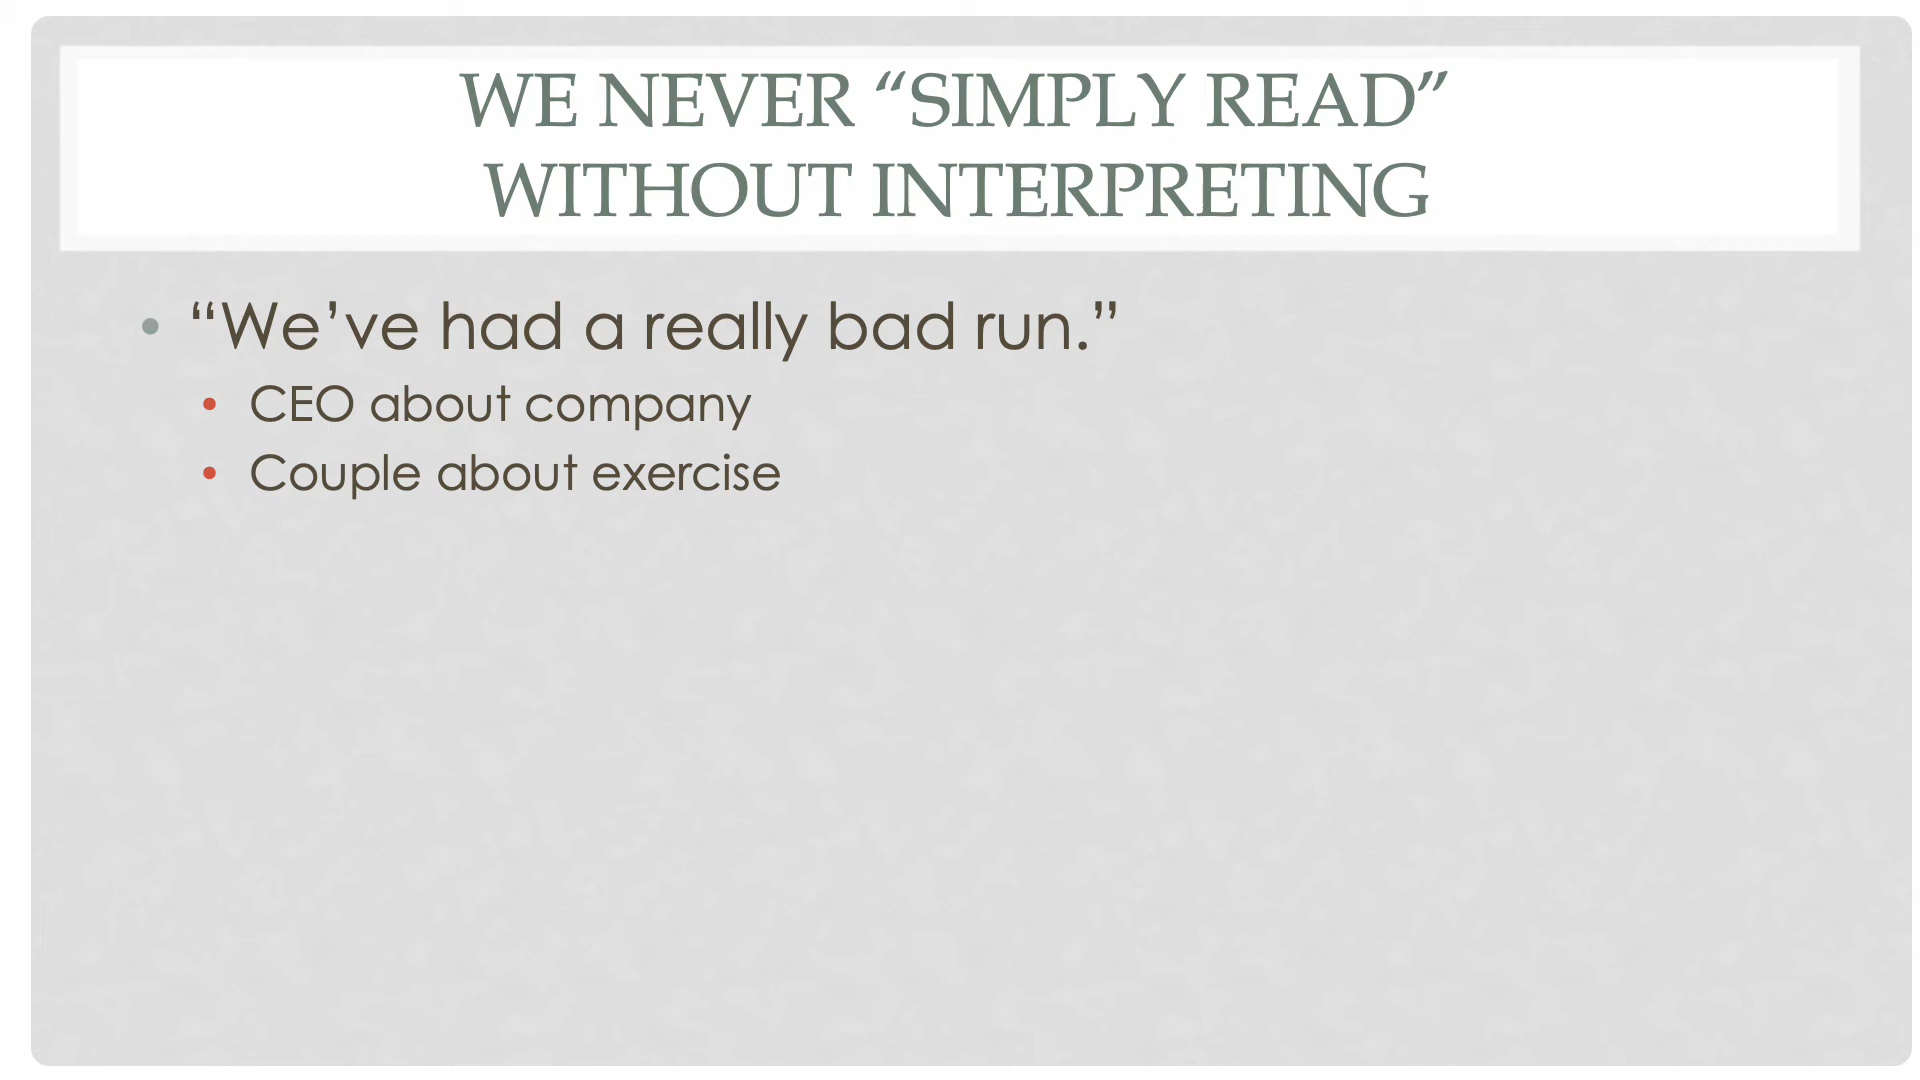 WE NEVER “SIMPLY READ”
WITHOUT INTERPRETING
• “We’ve had a really bad run.”
• CEO about company
• Couple about exercise